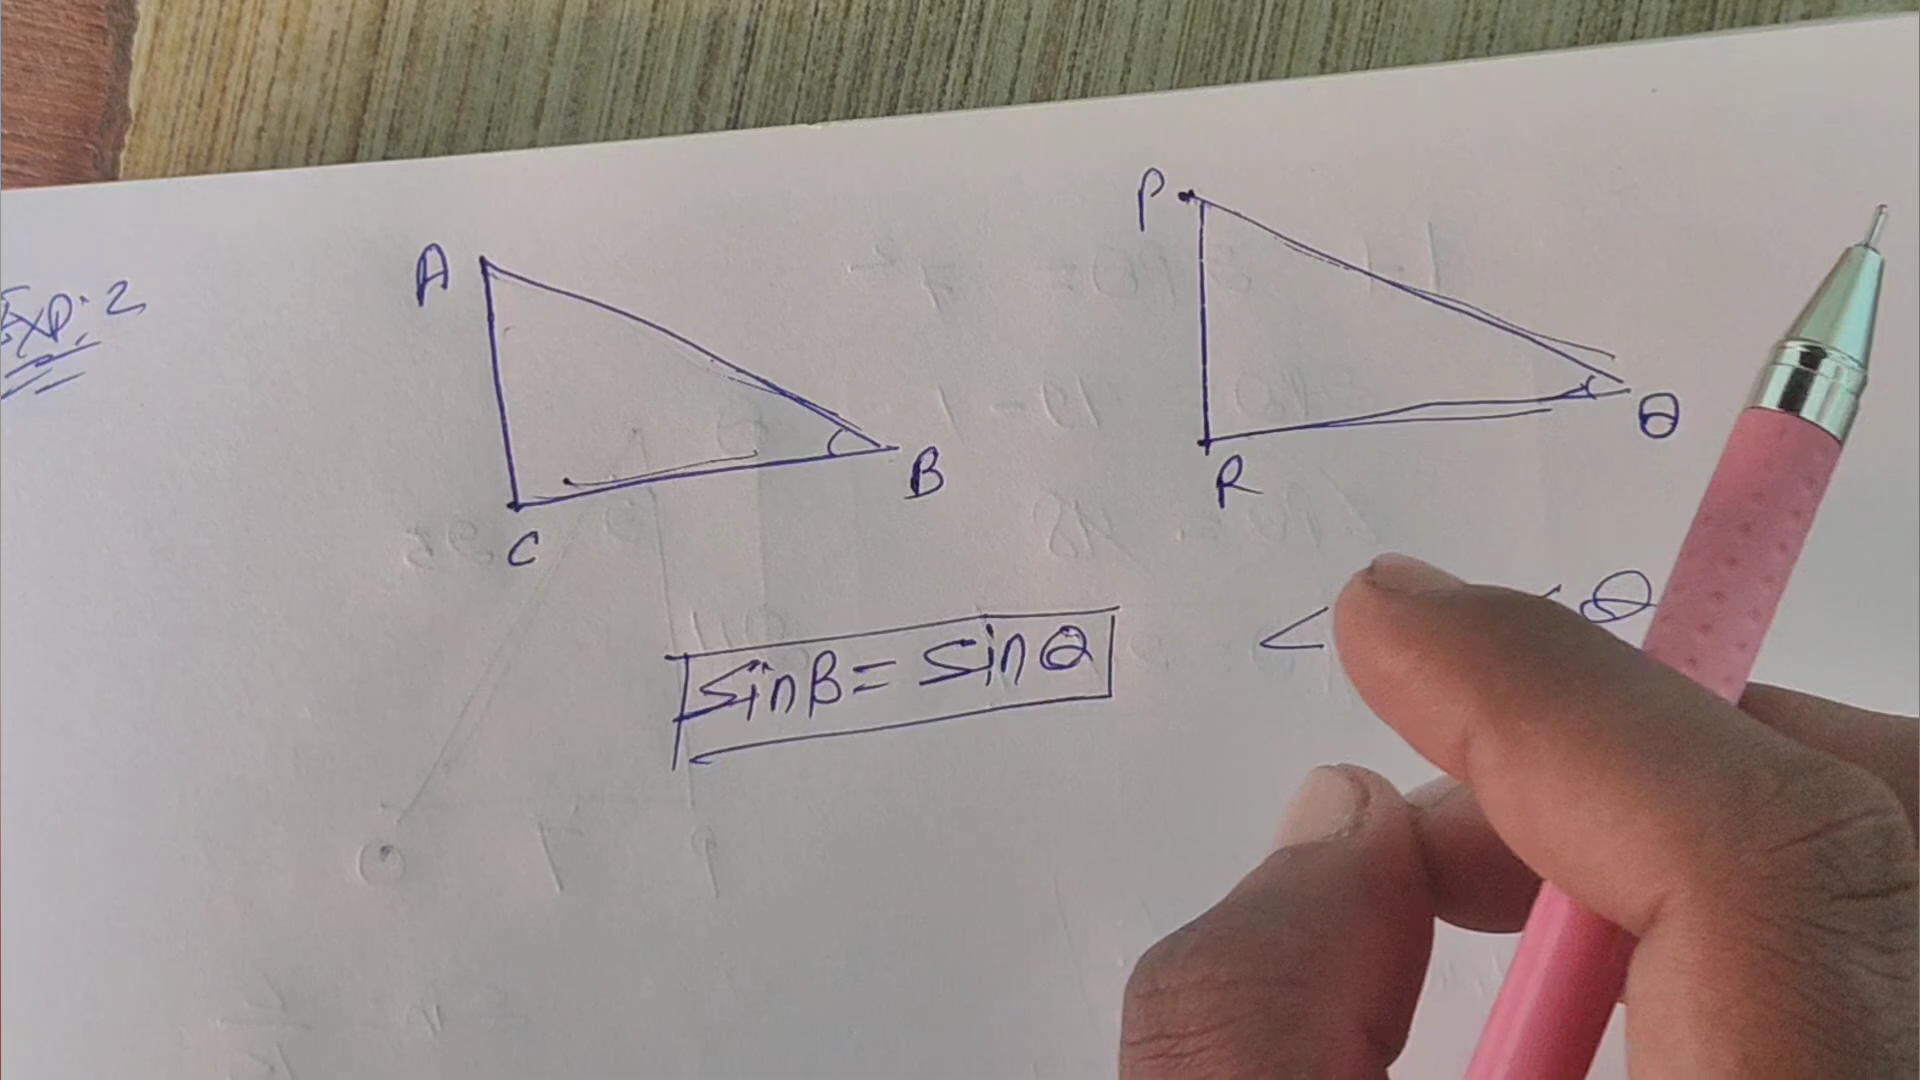 Exp: 2
A
B
C
P
Q
R
sinB = sinQ
< < Q